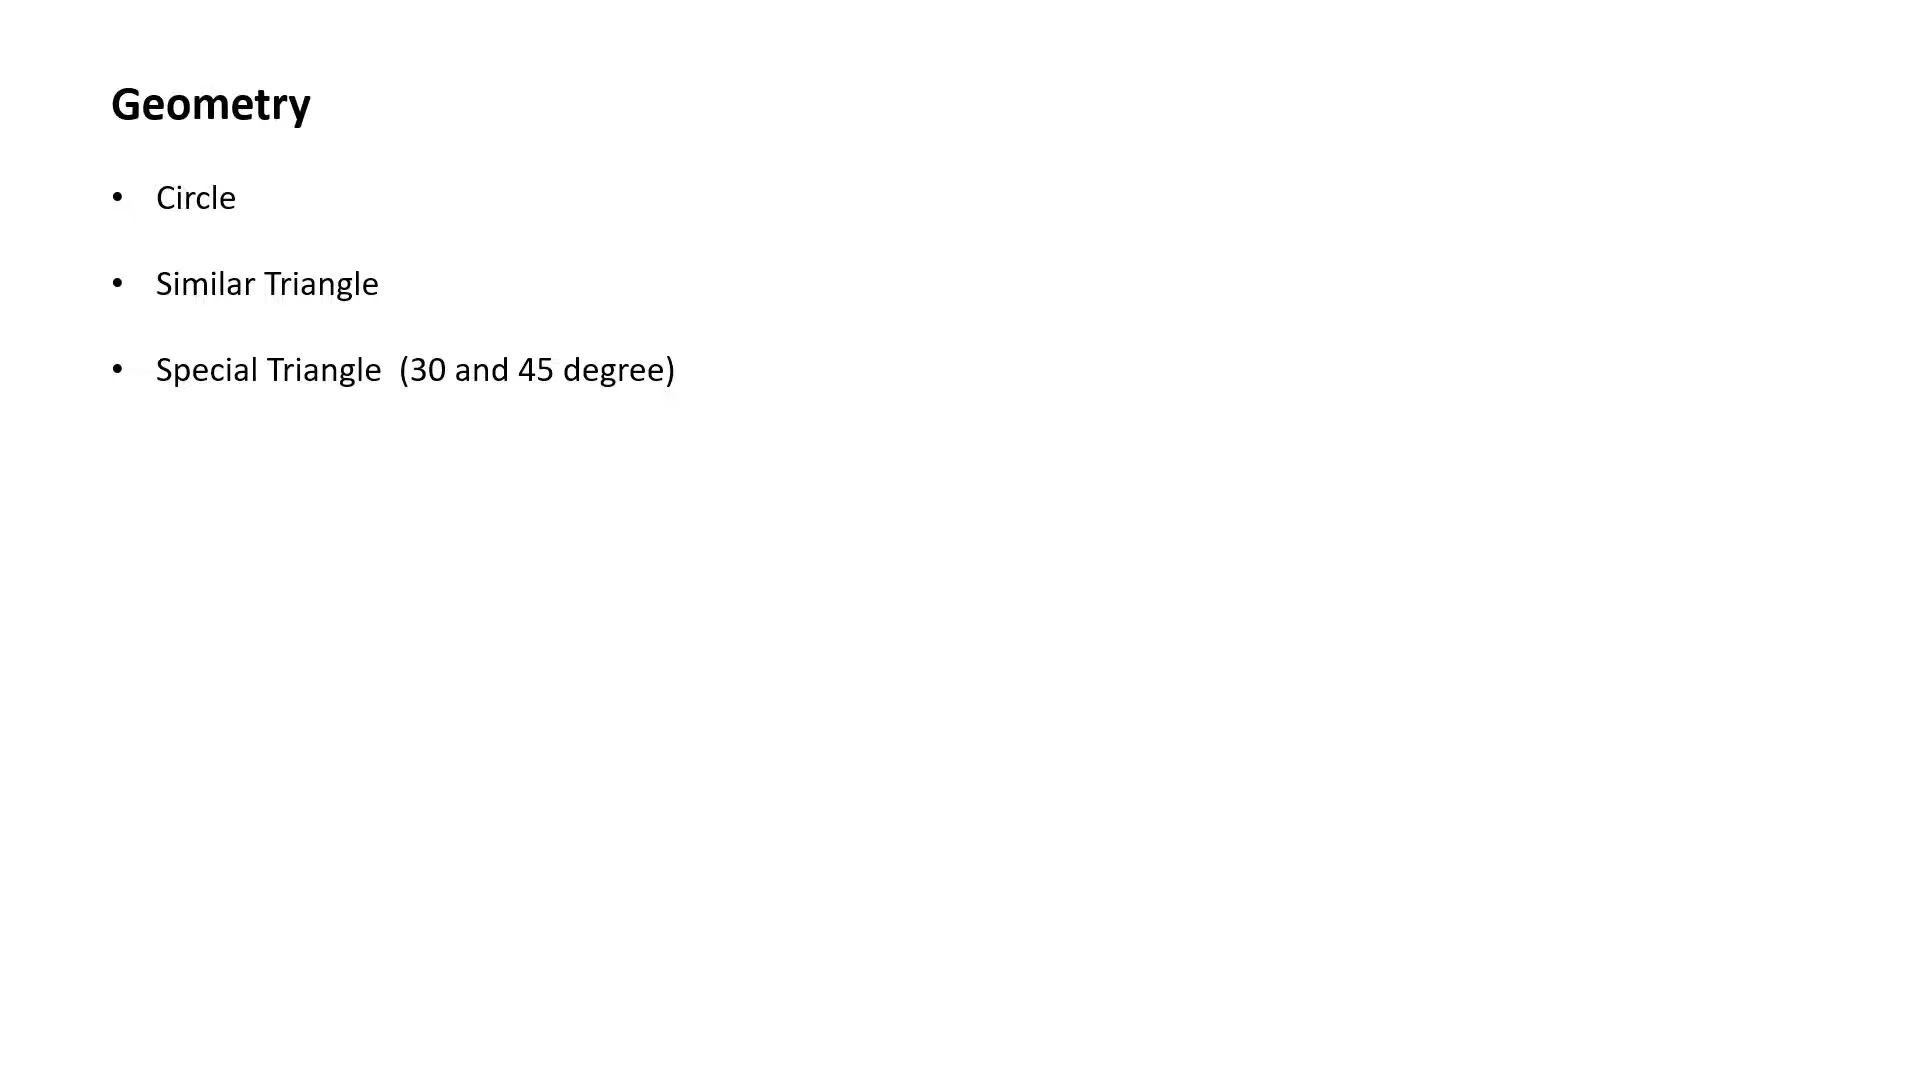 Geometry
• Circle
• Similar Triangle
• Special Triangle  (30 and 45 degree)